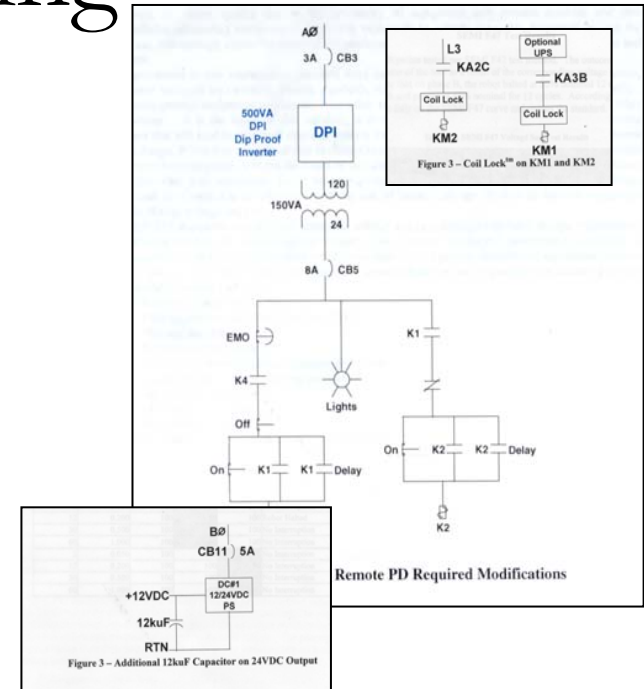 ing
AØ
3A CB3
500VA
DPI
Dip Proof
Inverter
DPI
120
150VA
24
8A CB5
EMO
K1
K4
Lights
Off
On K1 K1 Delay
On K2 K2 Delay
K2
Remote PD Required Modifications
L3
KA2C
Coil Lock
KM2
Optional
UPS
KA3B
Coil Lock
KM1
Figure 3 – Coil Lock℠ on KM1 and KM2
BØ
CB11 5A
DC#1
12/24VDC
PS
+12VDC
12kuF
RTN
Figure 3 – Additional 12kuF Capacitor on 24VDC Output